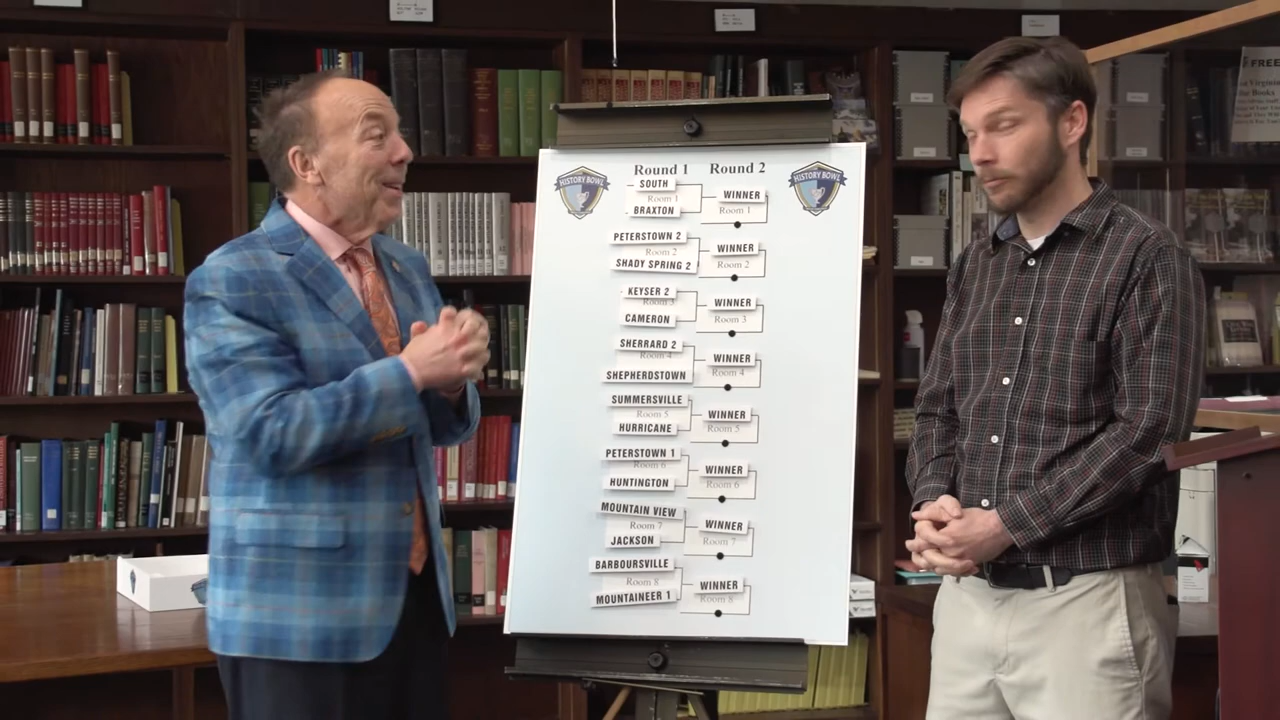 Round 1 Round 2
HISTORY BOWL
HISTORY BOWL
SOUTH
Room 1
BRAXTON
WINNER
Room 1
PETERSTOWN 2
Room 2
SHADY SPRING 2
WINNER
Room 2
KEYSER 2
Room 3
CAMERON
WINNER
Room 3
SHERRARD 2
Room 4
SHEPHERDSTOWN
WINNER
Room 4
SUMMERSVILLE
Room 5
HURRICANE
WINNER
Room 5
PETERSTOWN 1
Room 6
HUNTINGTON
WINNER
Room 6
MOUNTAIN VIEW
Room 7
JACKSON
WINNER
Room 7
BARBOURSVILLE
Room 8
MOUNTAINEER 1
WINNER
Room 8
FREE